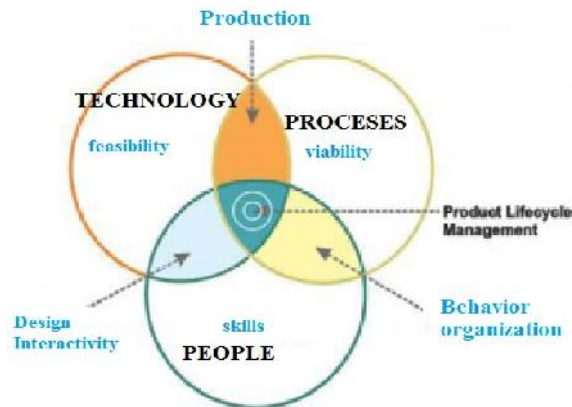 Production
TECHNOLOGY
PROCESES
feasibility
viability
Product Lifecycle
Management
Design
Interactivity
skills
PEOPLE
Behavior
organization